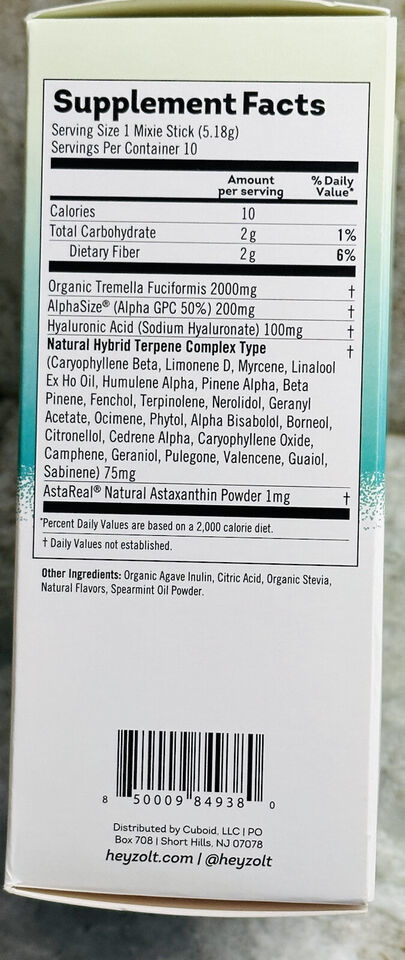 Supplement Facts
Serving Size 1 Mixie Stick (5.18g)
Servings Per Container 10
Amount per serving % Daily Value*
Calories 10
Total Carbohydrate 2g 1%
Dietary Fiber 2g 6%
Organic Tremella Fuciformis 2000mg †
AlphaSize® (Alpha GPC 50%) 200mg †
Hyaluronic Acid (Sodium Hyaluronate) 100mg †
Natural Hybrid Terpene Complex Type †
(Caryophyllene Beta, Limonene D, Myrcene, Linalool
Ex Ho Oil, Humulene Alpha, Pinene Alpha, Beta
Pinene, Fenchol, Terpinolene, Nerolidol, Geranyl
Acetate, Ocimene, Phytol, Alpha Bisabolol, Borneol,
Citronellol, Cedrene Alpha, Caryophyllene Oxide,
Camphene, Geraniol, Pulegone, Valencene, Guaiol,
Sabinene) 75mg
AstaReal® Natural Astaxanthin Powder 1mg †
*Percent Daily Values are based on a 2,000 calorie diet.
† Daily Values not established.
Other Ingredients: Organic Agave Inulin, Citric Acid, Organic Stevia,
Natural Flavors, Spearmint Oil Powder.
8 50009 84938 0
Distributed by Cuboid, LLC | PO
Box 708 | Short Hills, NJ 07078
heyzolt.com / @heyzolt